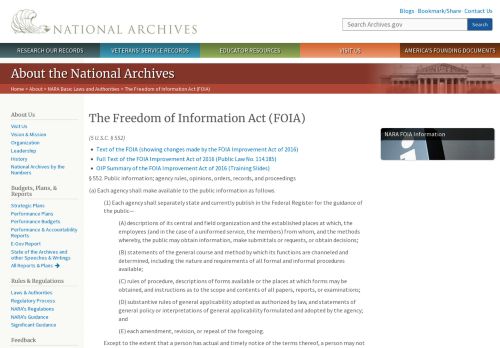 NATIONAL ARCHIVES
Blogs · Bookmark/Share · Contact Us
Search Archives.gov
Search
RESEARCH OUR RECORDS
VETERANS' SERVICE RECORDS
EDUCATOR RESOURCES
VISIT US
AMERICA'S FOUNDING DOCUMENTS
About the National Archives
Home > About > NARA Basic Laws and Authorities > The Freedom of Information Act (FOIA)
About Us
Visit Us
Vision & Mission
Organization
Leadership
History
National Archives by the
Numbers
Budgets, Plans, &
Reports
Strategic Plans
Performance Plans
Performance Budgets
Performance & Accountability
Reports
E-Gov Report
State of the Archives and
other Speeches & Writings
All Reports & Plans
Rules & Regulations
Laws & Authorities
Regulatory Process
NARA's Regulations
NARA's Guidance
Significant Guidance
Feedback
The Freedom of Information Act (FOIA)
(5 U.S.C. § 552)
Text of the FOIA (showing changes made by the FOIA Improvement Act of 2016)
Full Text of the FOIA Improvement Act of 2016 (Public Law No. 114.185)
OIP Summary of the FOIA Improvement Act of 2016 (Training Slides)
§ 552. Public information; agency rules, opinions, orders, records, and proceedings
(a) Each agency shall make available to the public information as follows
(1) Each agency shall separately state and currently publish in the Federal Register for the guidance of
the public—
(A) descriptions of its central and field organization and the established places at which, the
employees (and in the case of a uniformed service, the members) from whom, and the methods
whereby, the public may obtain information, make submittals or requests, or obtain decisions;
(B) statements of the general course and method by which its functions are channeled and
determined, including the nature and requirements of all formal and informal procedures
available;
(C) rules of procedure, descriptions of forms available or the places at which forms may be
obtained, and instructions as to the scope and contents of all papers, reports, or examinations;
(D) substantive rules of general applicability adopted as authorized by law, and statements of
general policy or interpretations of general applicability formulated and adopted by the agency;
and
(E) each amendment, revision, or repeal of the foregoing.
Except to the extent that a person has actual and timely notice of the terms thereof, a person may not
NARA FOIA Information